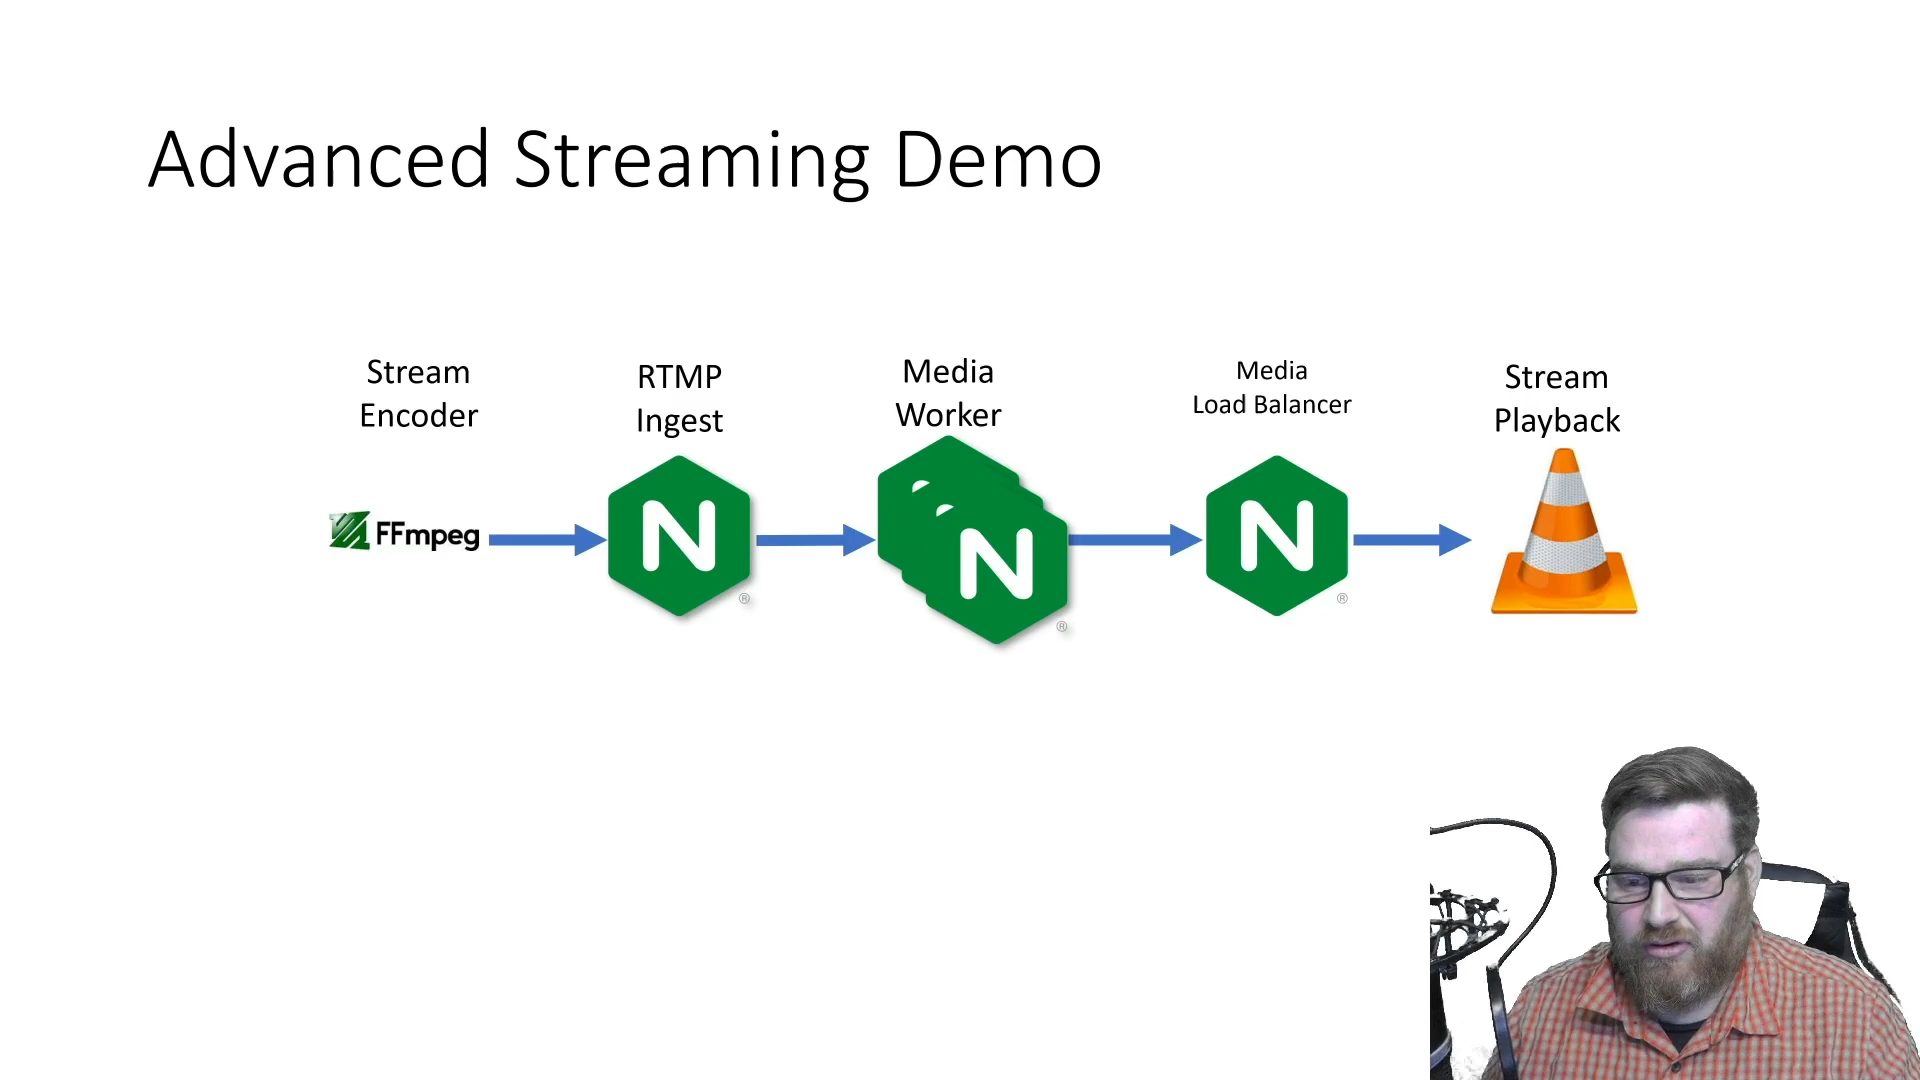 Advanced Streaming Demo
Stream
Encoder
RTMP
Ingest
Media
Worker
Media
Load Balancer
Stream
Playback
FFmpeg
N
®
N
®
N
®